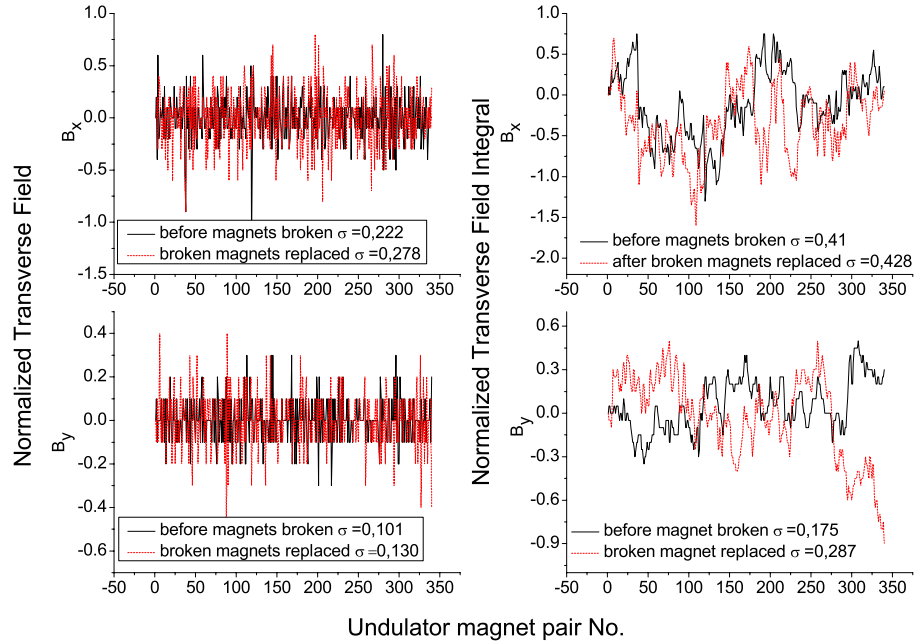 Normalized Transverse Field
B_x
1.0
0.5
0.0
-0.5
-1.0
-1.5
before magnets broken σ =0,222
broken magnets replaced σ =0,278
-50 0 50 100 150 200 250 300 350
Normalized Transverse Field Integral
B_x
1.0
0.5
0.0
-0.5
-1.0
-1.5
-2.0
before magnets broken σ =0,41
after broken magnets replaced σ =0,428
-50 0 50 100 150 200 250 300 350
B_y
0.4
0.2
0.0
-0.2
-0.4
-0.6
before magnets broken σ =0,101
broken magnets replaced σ=0,130
-50 0 50 100 150 200 250 300 350
B_y
0.6
0.3
0.0
-0.3
-0.6
-0.9
before magnet broken σ =0,175
broken magnet replaced σ =0,287
-50 0 50 100 150 200 250 300 350
Undulator magnet pair No.